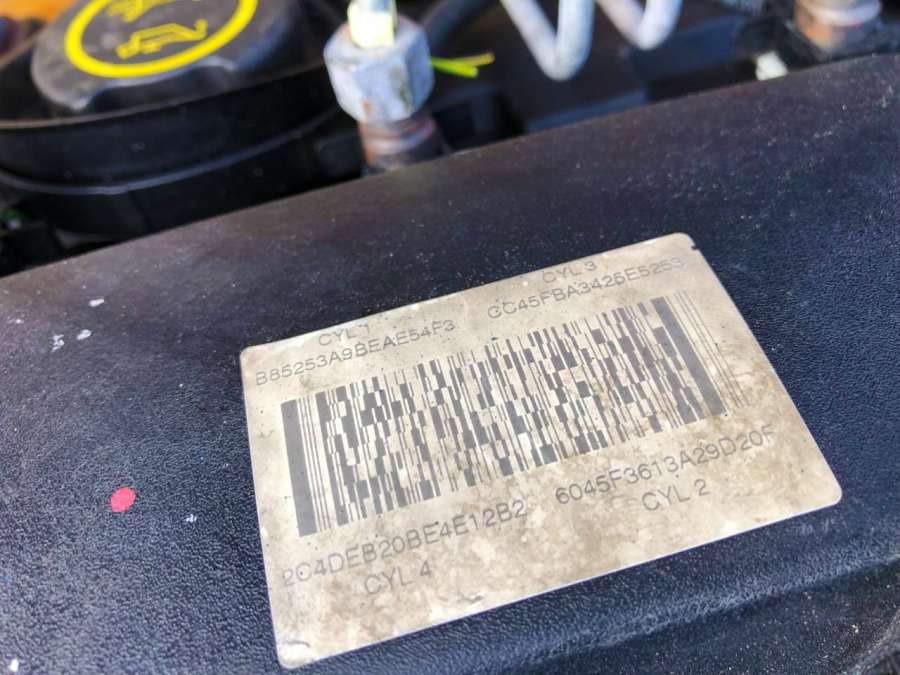 CYL 1
B85253A9BEAE54F3
CYL 3
CC45FBA3425E5253
2C4DEB20BE4E12B2
CYL 4
6045F3613A29D20F
CYL 2